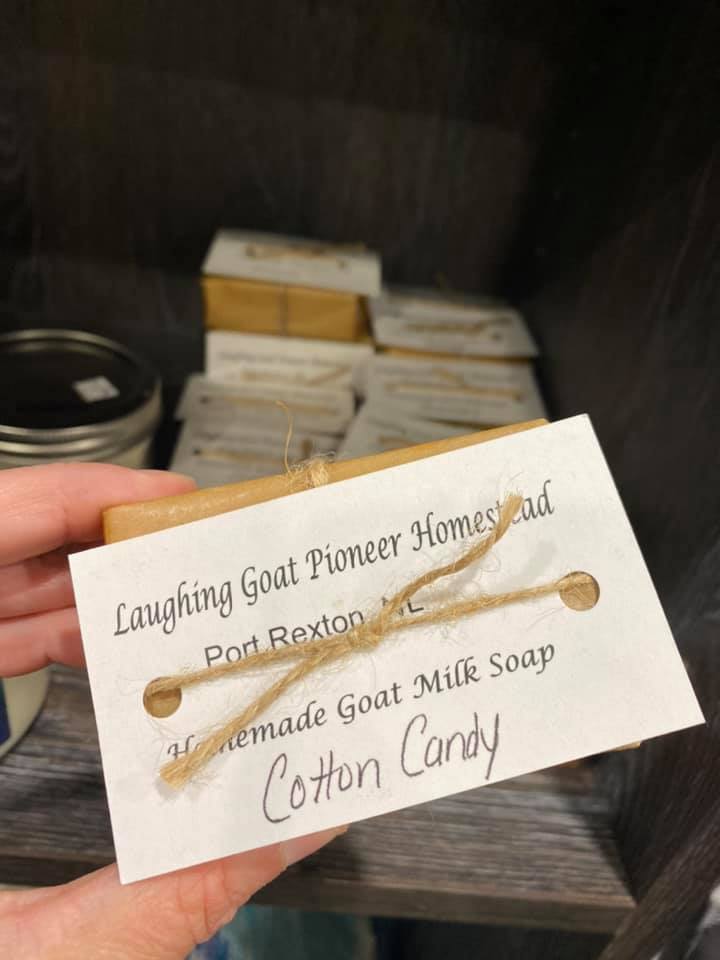 Laughing Goat Pioneer Homestead
Port Rexton, NL
Homemade Goat Milk Soap
Cotton Candy